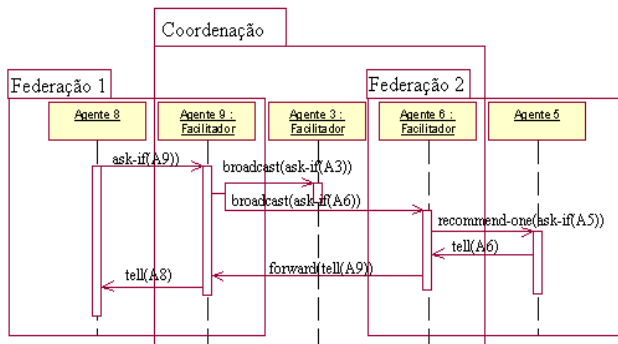 Coordenação
Federação 1
Federação 2
Agente 8
Agente 9 :
Facilitador
Agente 3 :
Facilitador
Agente 6 :
Facilitador
Agente 5
ask-if(A9))
broadcast(ask-if(A3))
broadcast(ask-if(A6))
recommend-one(ask-if(A5))
tell(A6)
forward(tell(A9))
tell(A8)